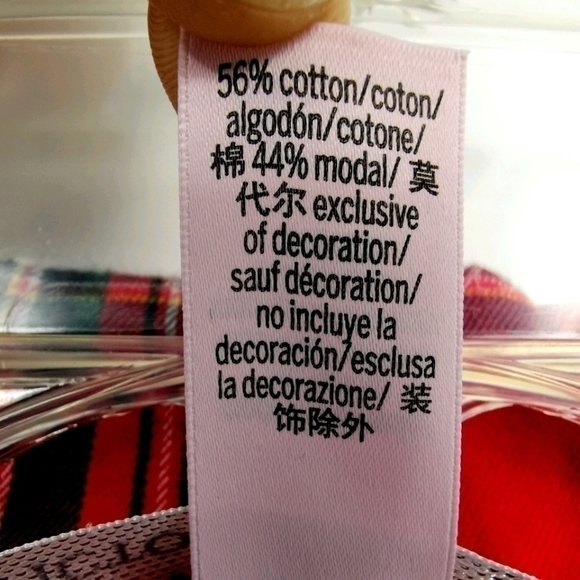 56% cotton/coton/
algodón/cotone/
棉 44% modal/ 莫
代尔 exclusive
of decoration/
sauf décoration/
no incluye la
decoración/esclusa
la decorazione/ 装
饰除外